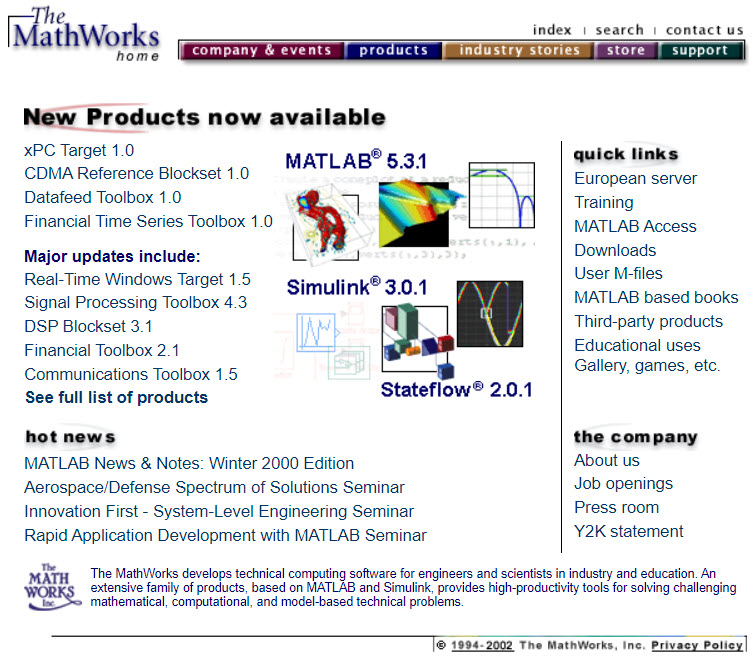 The
MathWorks
home
index | search | contact us
company & events products industry stories store support
New Products now available
xPC Target 1.0
CDMA Reference Blockset 1.0
Datafeed Toolbox 1.0
Financial Time Series Toolbox 1.0
Major updates include:
Real-Time Windows Target 1.5
Signal Processing Toolbox 4.3
DSP Blockset 3.1
Financial Toolbox 2.1
Communications Toolbox 1.5
See full list of products
MATLAB® 5.3.1
Simulink® 3.0.1
Stateflow® 2.0.1
quick links
European server
Training
MATLAB Access
Downloads
User M-files
MATLAB based books
Third-party products
Educational uses
Gallery, games, etc.
hot news
MATLAB News & Notes: Winter 2000 Edition
Aerospace/Defense Spectrum of Solutions Seminar
Innovation First - System-Level Engineering Seminar
Rapid Application Development with MATLAB Seminar
the company
About us
Job openings
Press room
Y2K statement
The
MATH
WORKS
Inc.
The MathWorks develops technical computing software for engineers and scientists in industry and education. An
extensive family of products, based on MATLAB and Simulink, provides high-productivity tools for solving challenging
mathematical, computational, and model-based technical problems.
© 1994-2002 The MathWorks, Inc. Privacy Policy